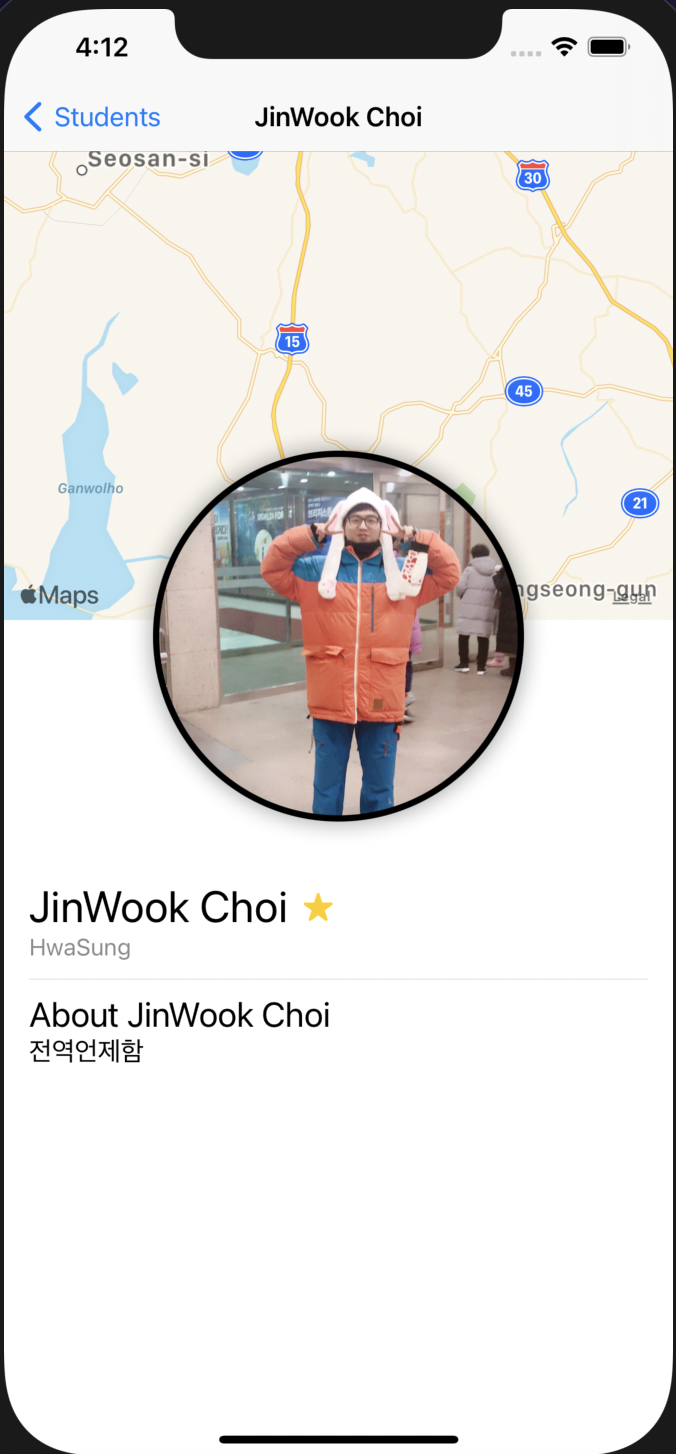 4:12
Students
JinWook Choi
Seosan-si
30
15
45
21
Ganwolho
Maps
ngseong-gun
Legal
JinWook Choi
HwaSung
About JinWook Choi
전역언제함